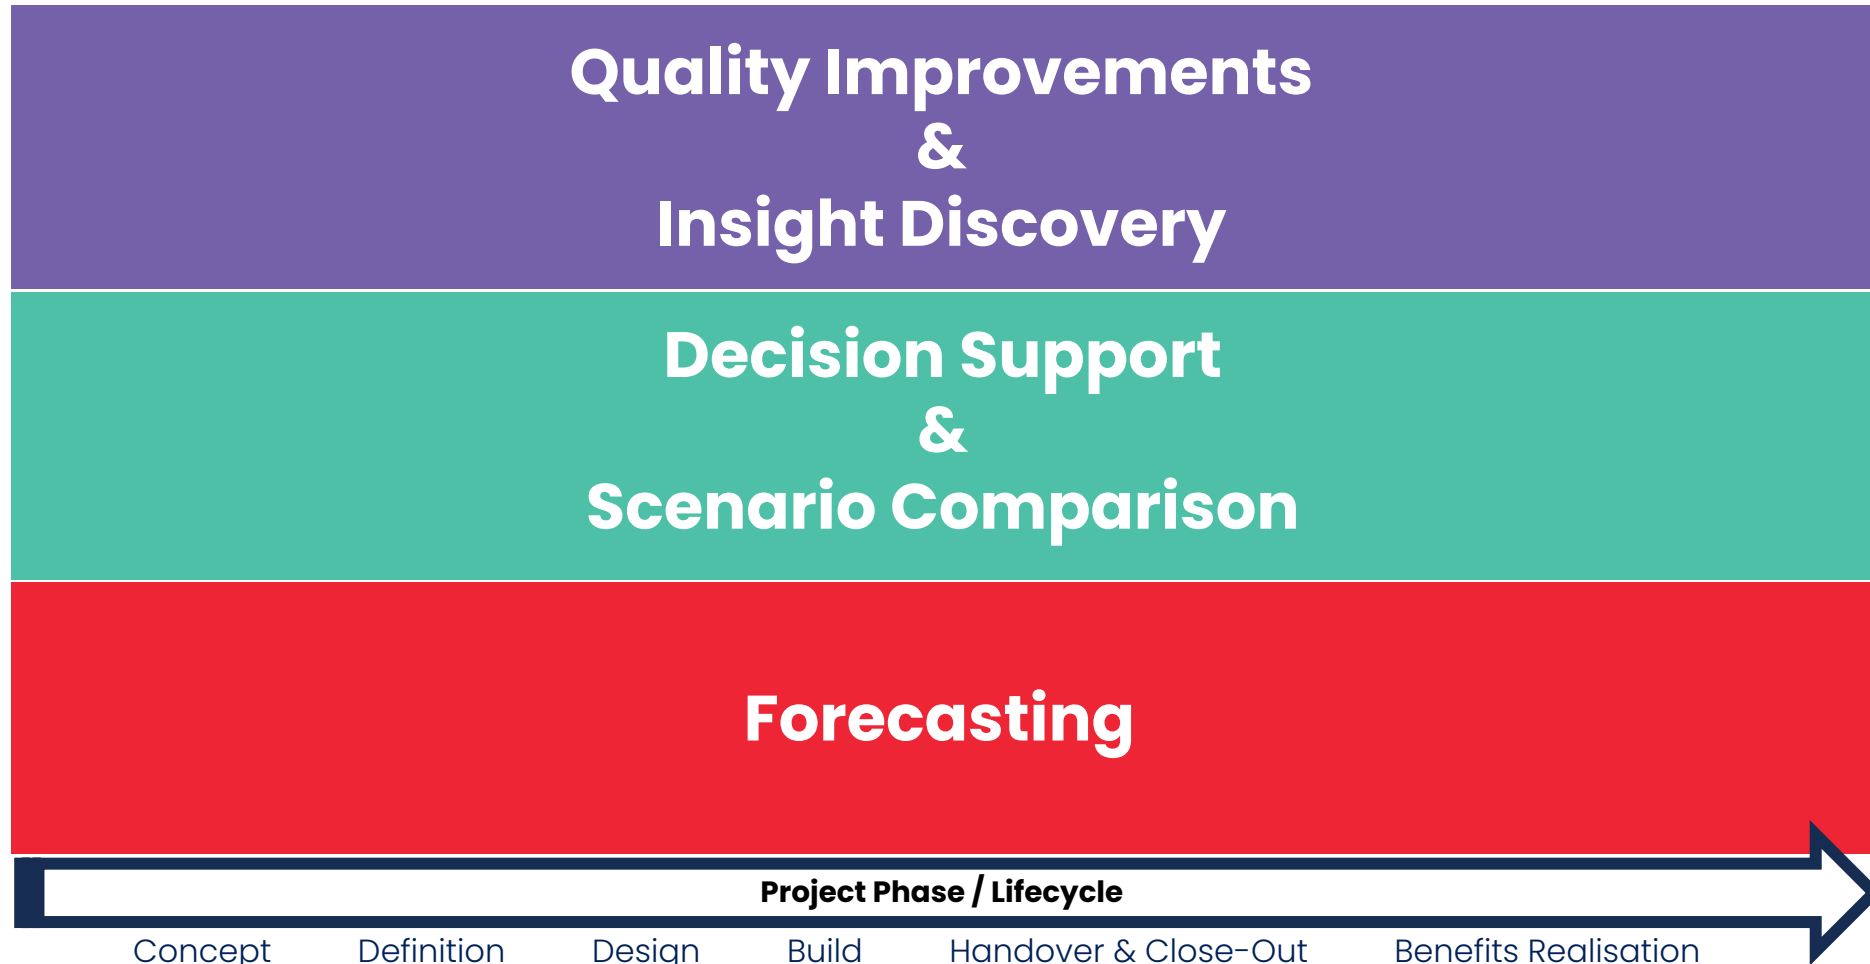 Quality Improvements
&
Insight Discovery
Decision Support
&
Scenario Comparison
Forecasting
Project Phase / Lifecycle
Concept Definition Design Build Handover & Close-Out Benefits Realisation